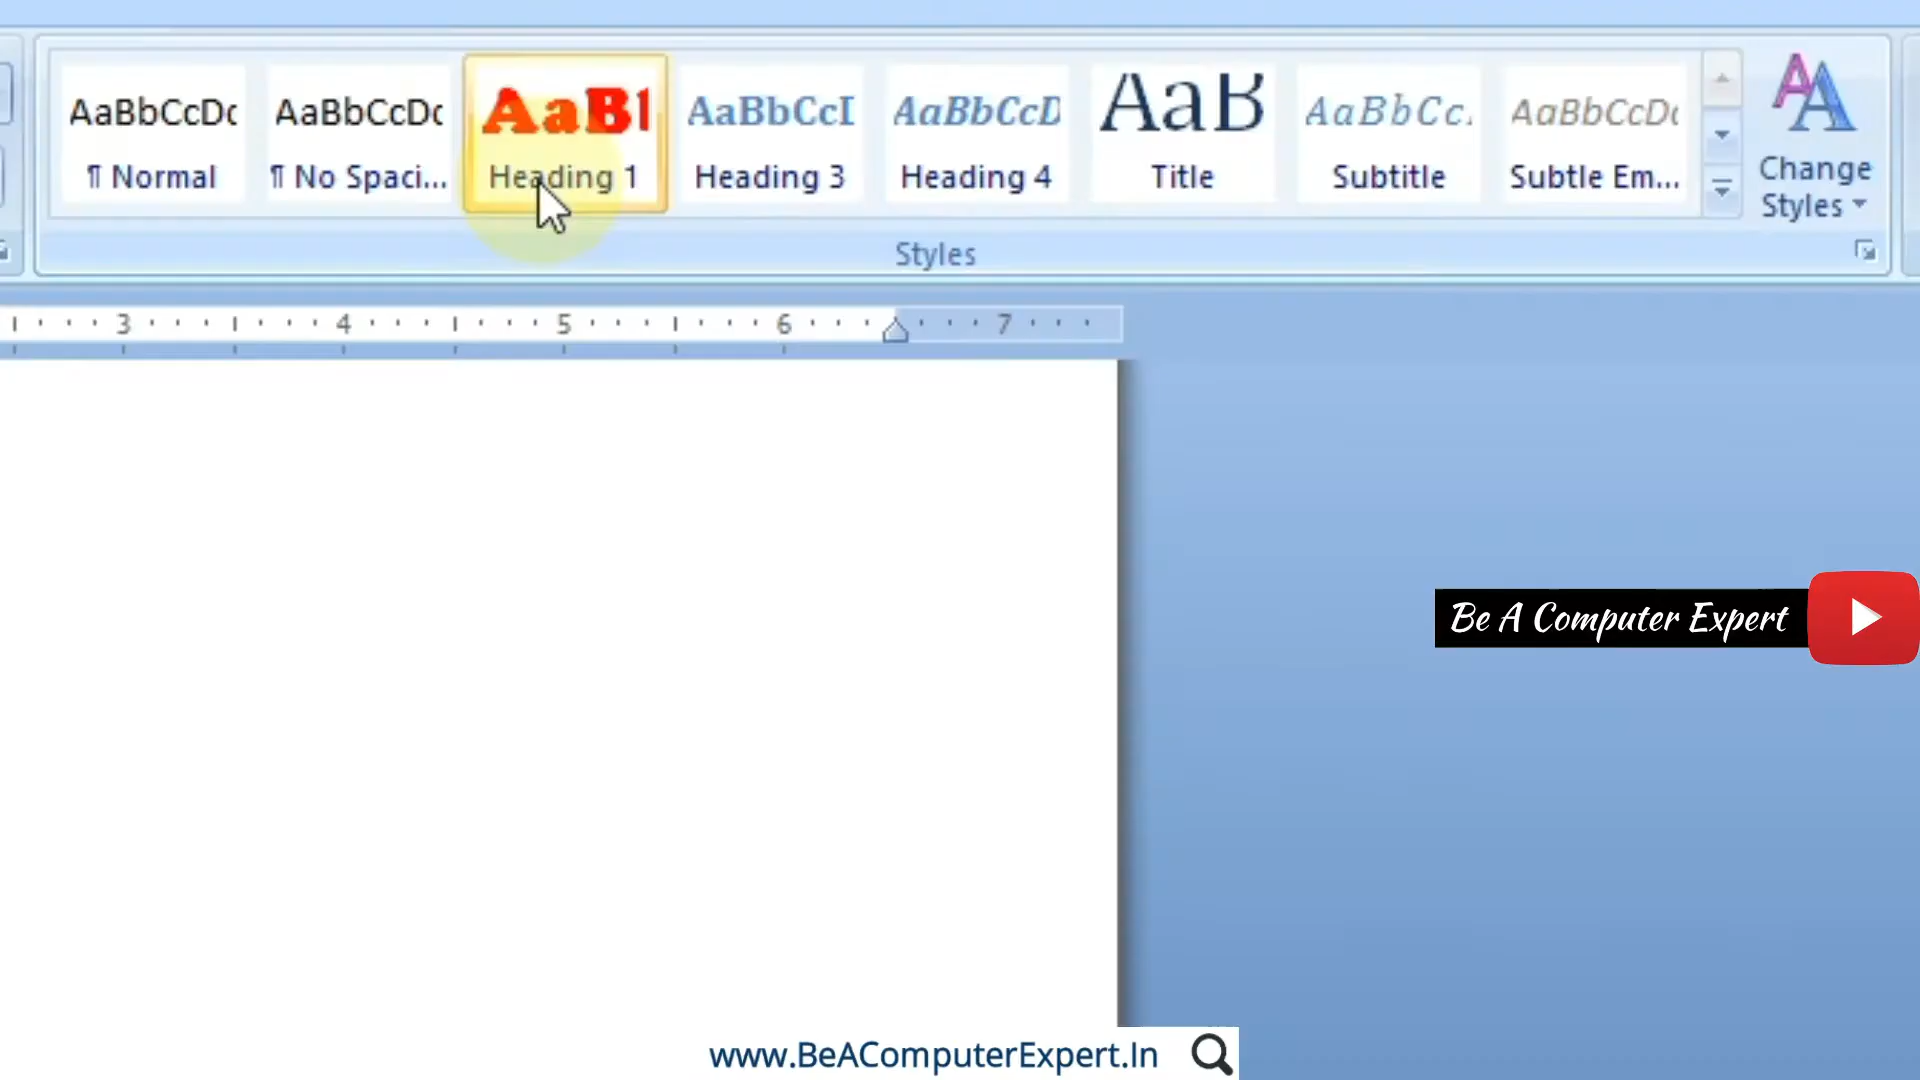 AaBbCcDc AaBbCcDc AaBl AaBbCcI AaBbCcD AaB AaBbCc. AaBbCcDc
¶ Normal ¶ No Spaci... Heading 1 Heading 3 Heading 4 Title Subtitle Subtle Em...
Change
Styles
Styles
3 4 5 6 7
Be A Computer Expert
www.BeAComputerExpert.In